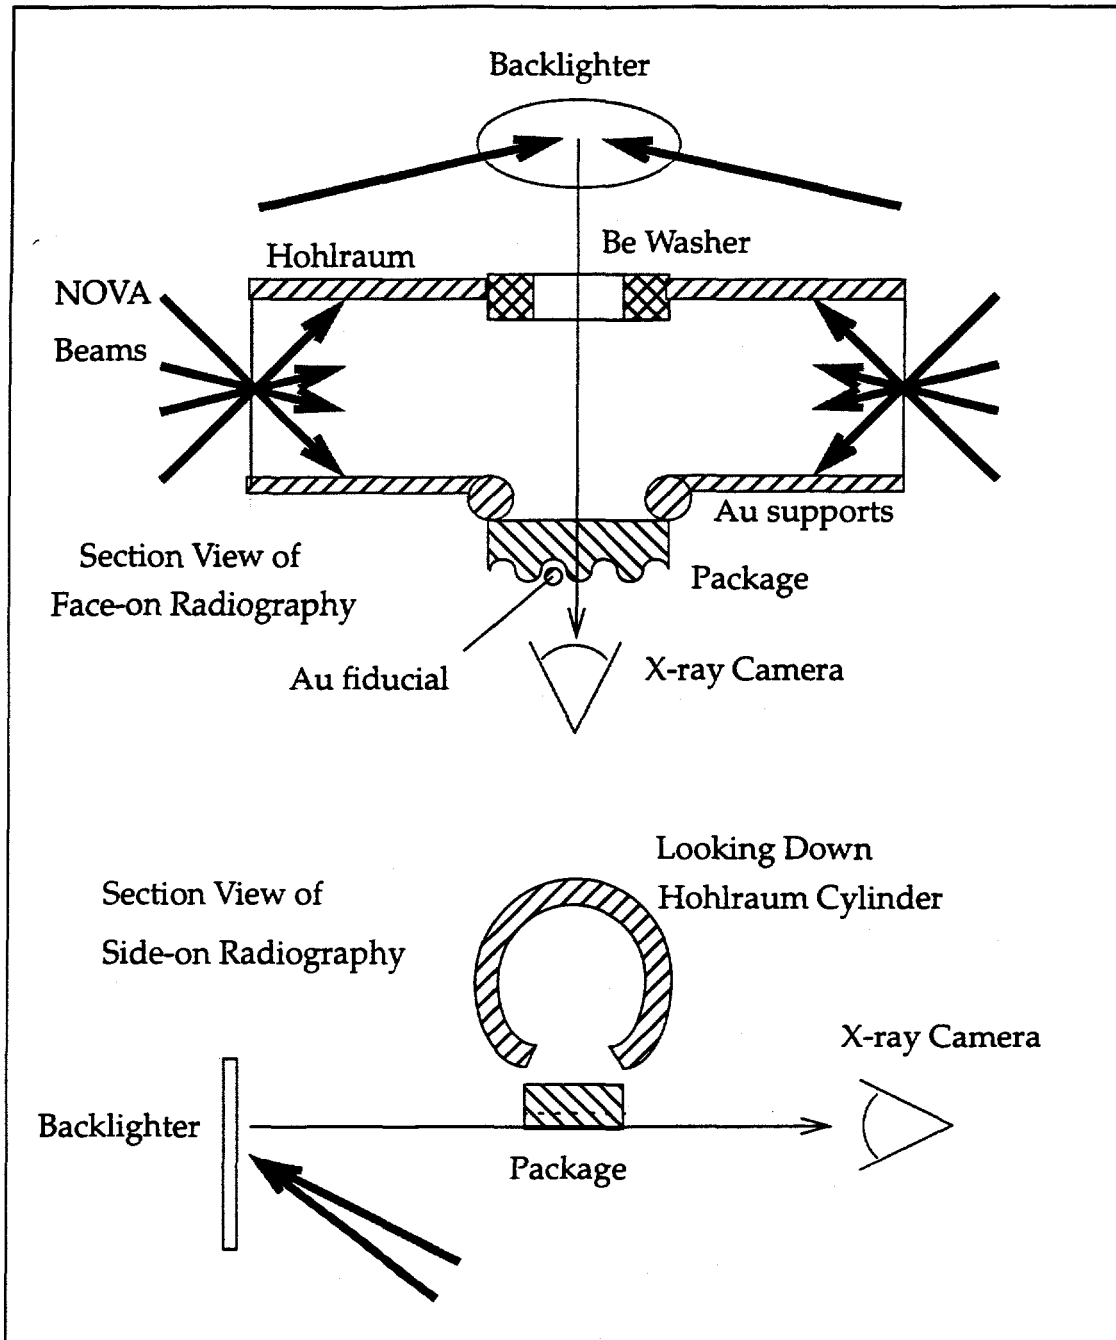 Backlighter
Be Washer
Hohlraum
NOVA
Beams
Au supports
Section View of
Face-on Radiography
Package
Au fiducial
X-ray Camera
Looking Down
Hohlraum Cylinder
Section View of
Side-on Radiography
X-ray Camera
Backlighter
Package